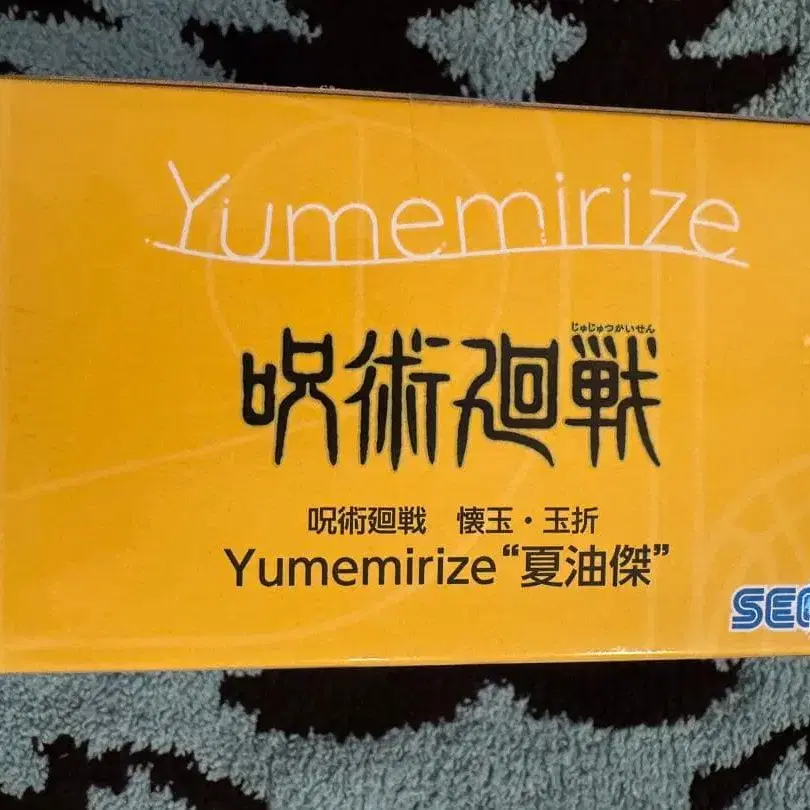 Yumemirize
じゅじゅつかいせん
呪術廻戦
呪術廻戦　懐玉・玉折
Yumemirize“夏油傑”
SEG